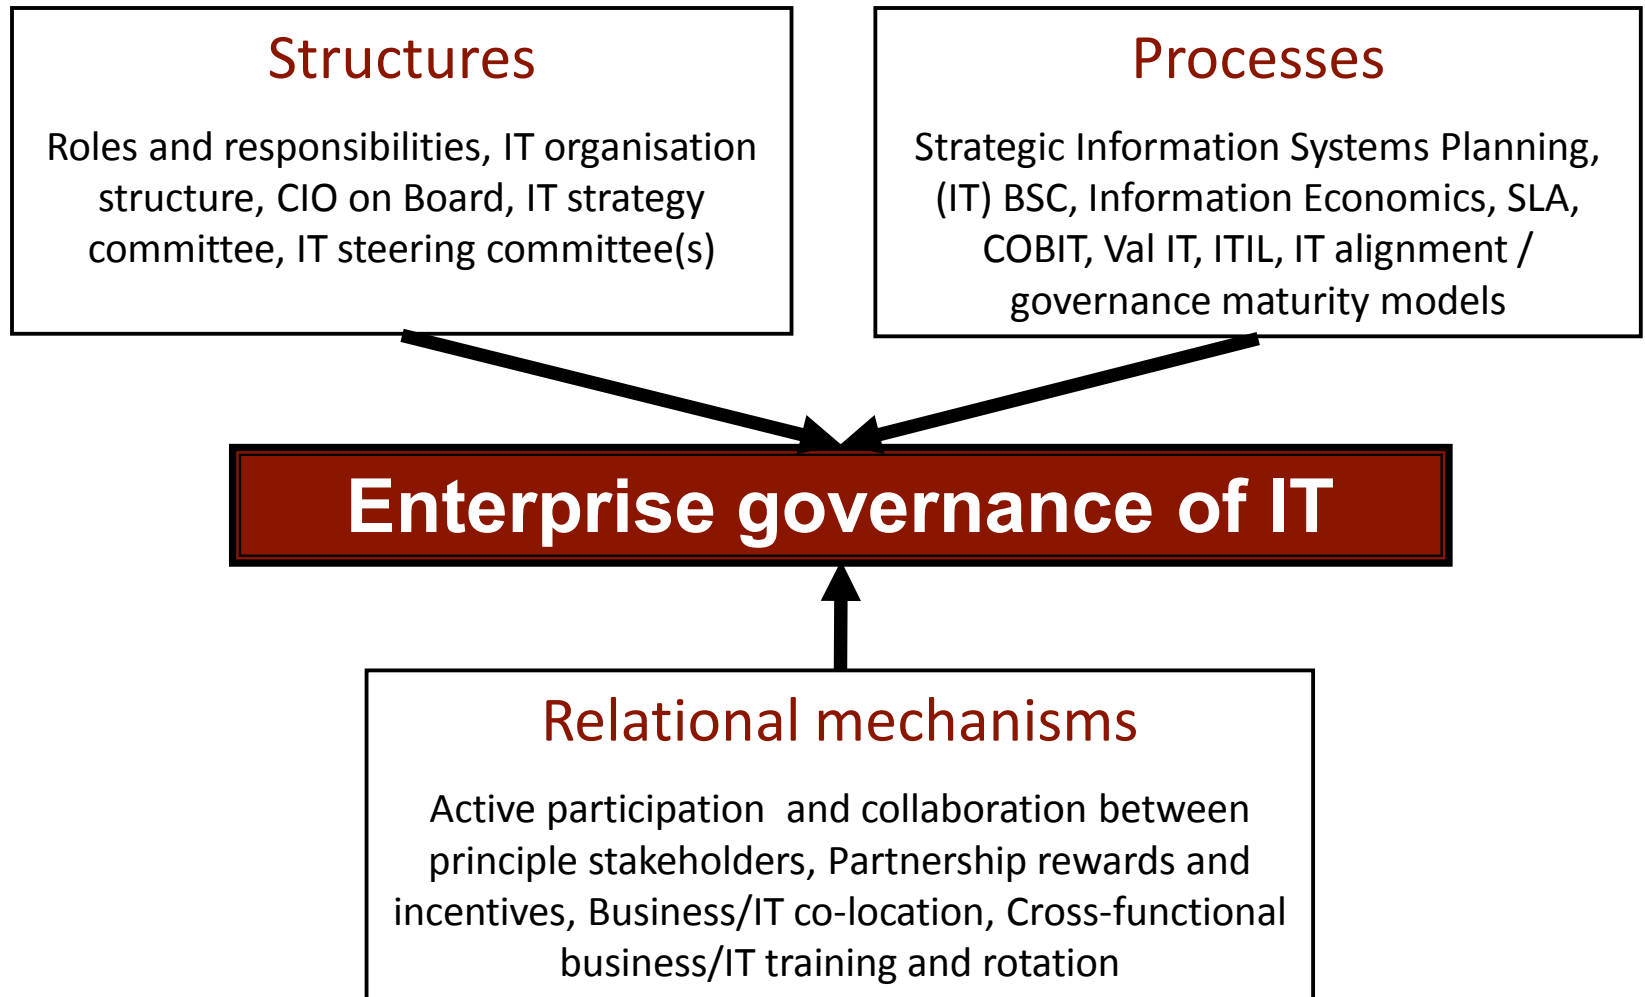 Structures
Roles and responsibilities, IT organisation
structure, CIO on Board, IT strategy
committee, IT steering committee(s)
Processes
Strategic Information Systems Planning,
(IT) BSC, Information Economics, SLA,
COBIT, Val IT, ITIL, IT alignment /
governance maturity models
Enterprise governance of IT
Relational mechanisms
Active participation  and collaboration between
principle stakeholders, Partnership rewards and
incentives, Business/IT co-location, Cross-functional
business/IT training and rotation